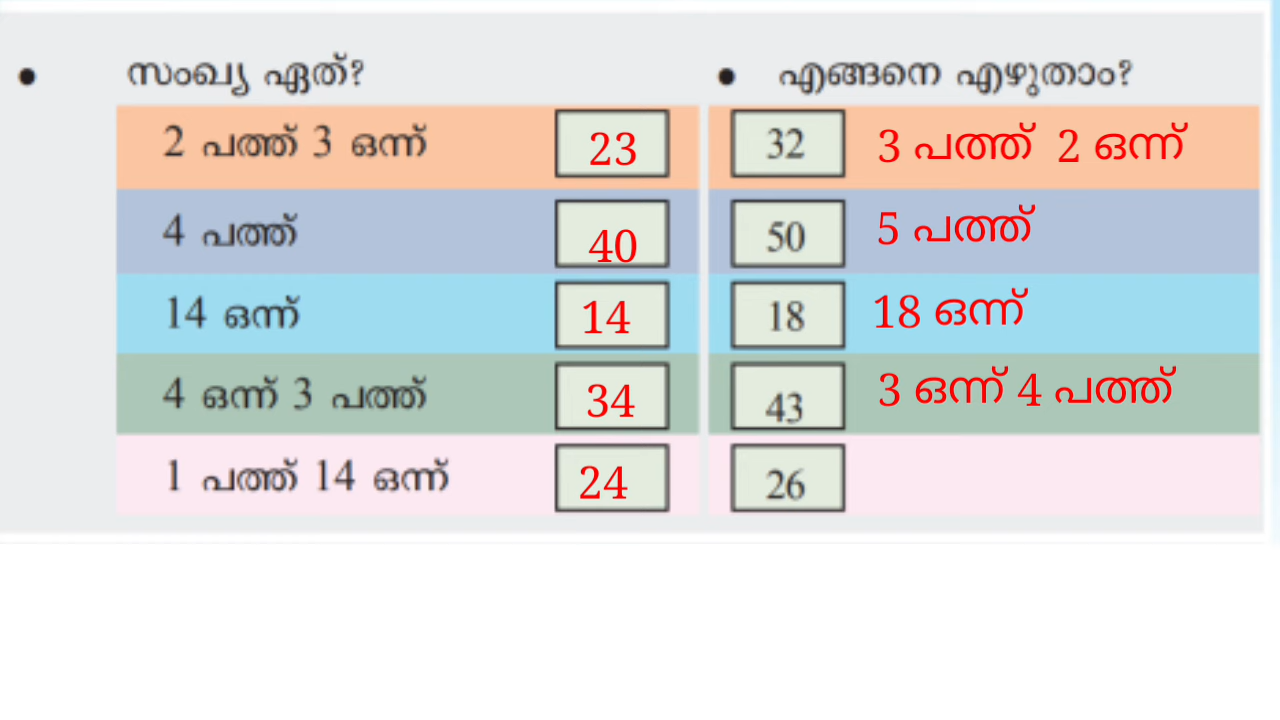 • സംഖ്യ ഏത്? • എങ്ങനെ എഴുതാം?
2 പത്ത് 3 ഒന്ന് 23 32 3 പത്ത് 2 ഒന്ന്
4 പത്ത് 40 50 5 പത്ത്
14 ഒന്ന് 14 18 18 ഒന്ന്
4 ഒന്ന് 3 പത്ത് 34 43 3 ഒന്ന് 4 പത്ത്
1 പത്ത് 14 ഒന്ന് 24 26